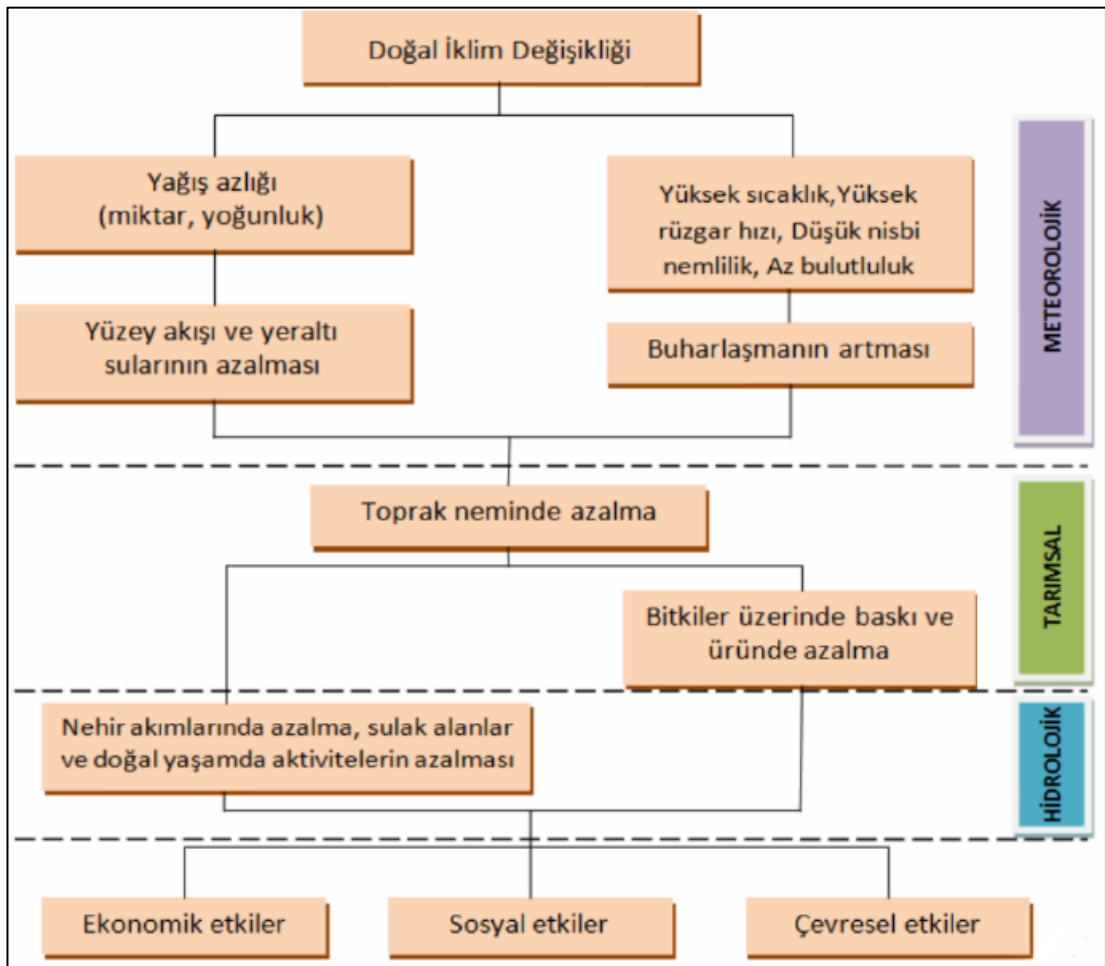 Doğal İklim Değişikliği
Yağış azlığı
(miktar, yoğunluk)
Yüksek sıcaklık,Yüksek
rüzgar hızı, Düşük nisbi
nemlilik, Az bulutluluk
Yüzey akışı ve yeraltı
sularının azalması
Buharlaşmanın artması
METEOROLOJİK
Toprak neminde azalma
Bitkiler üzerinde baskı ve
üründe azalma
TARIMSAL
Nehir akımlarında azalma, sulak alanlar
ve doğal yaşamda aktivitelerin azalması
HİDROLOJİK
Ekonomik etkiler
Sosyal etkiler
Çevresel etkiler